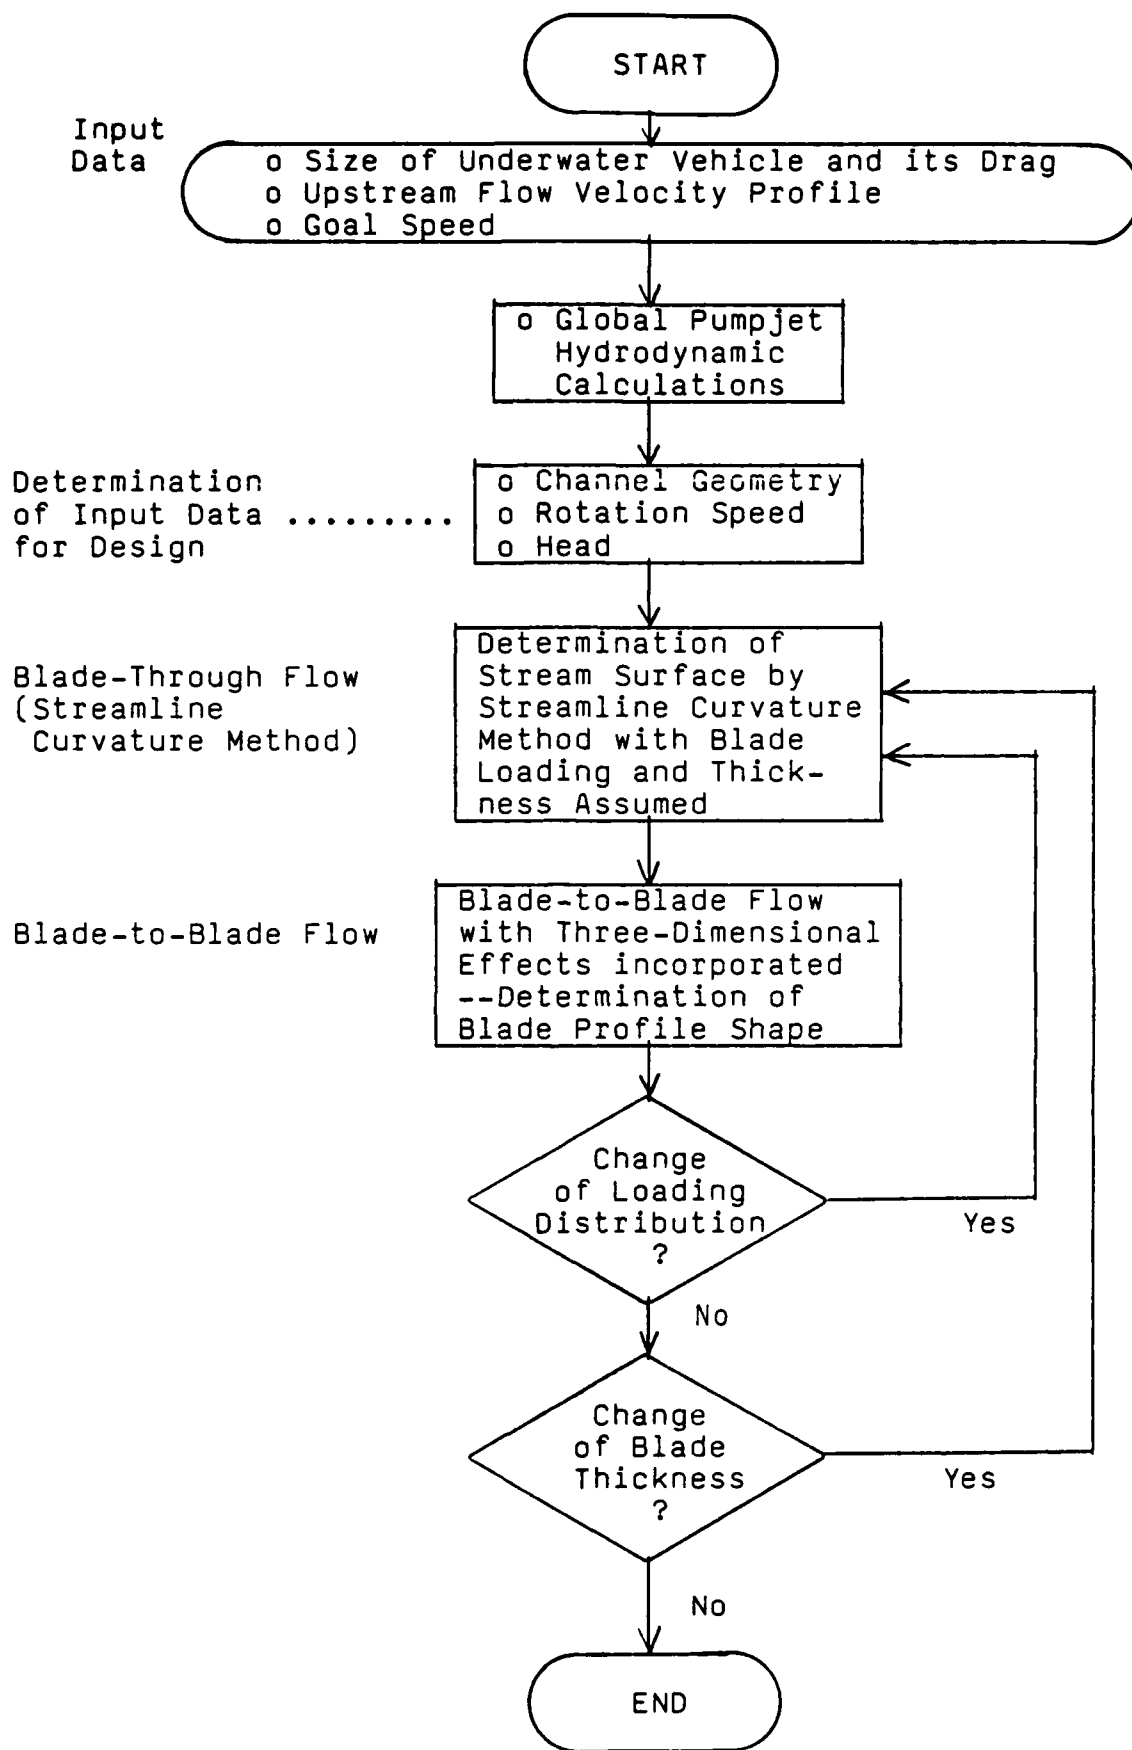 START
Input
Data
o Size of Underwater Vehicle and its Drag
o Upstream Flow Velocity Profile
o Goal Speed
o Global Pumpjet
Hydrodynamic
Calculations
Determination
of Input Data .........
for Design
o Channel Geometry
o Rotation Speed
o Head
Blade-Through Flow
(Streamline
Curvature Method)
Determination of
Stream Surface by
Streamline Curvature
Method with Blade
Loading and Thick-
ness Assumed
Blade-to-Blade Flow
Blade-to-Blade Flow
with Three-Dimensional
Effects incorporated
--Determination of
Blade Profile Shape
Change
of Loading
Distribution
?
Yes
No
Change
of Blade
Thickness
?
Yes
No
END